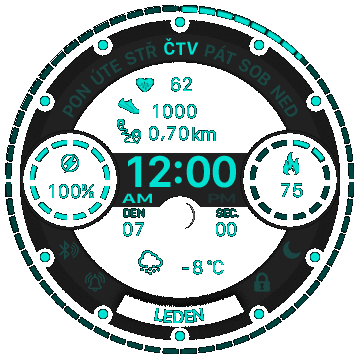 PON ÚTE STŘ ČTV PÁT SOB NED
62
1000
0,70km
100%
12:00
75
AM PM
DEN SEC.
07 00
-8°C
LEDEN